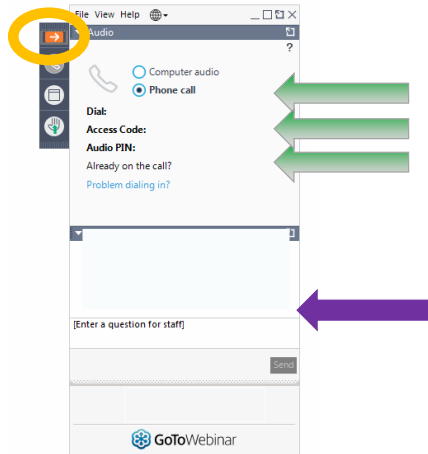 File View Help
Audio
?
Computer audio
Phone call
Dial:
Access Code:
Audio PIN:
Already on the call?
Problem dialing in?
[Enter a question for staff]
Send
GoToWebinar